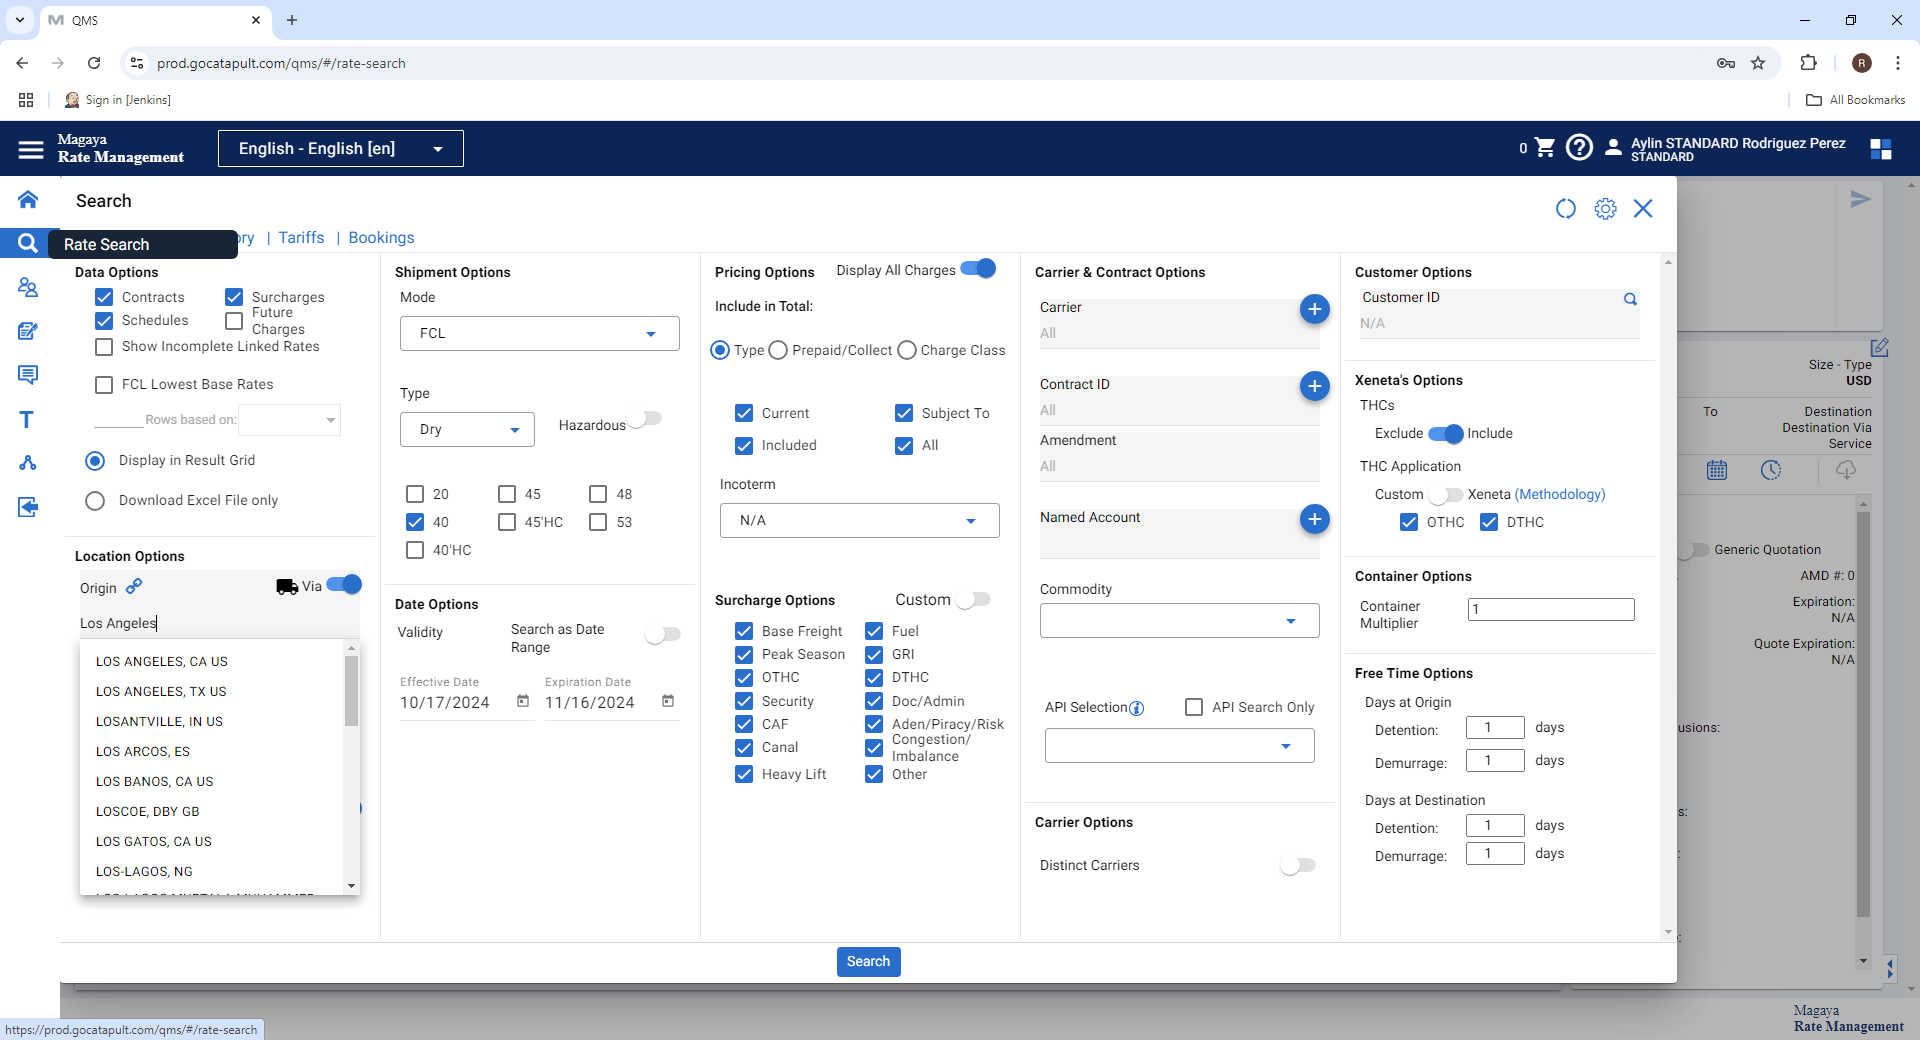 QMS
prod.gocatapult.com/qms/#/rate-search
R
Sign in [Jenkins]
All Bookmarks
Magaya
Rate Management
English - English [en]
0
Aylin STANDARD Rodriguez Perez
STANDARD
Search
Rate Search
ory | Tariffs | Bookings
Data Options
Contracts
Surcharges
Schedules
Future Charges
Show Incomplete Linked Rates
FCL Lowest Base Rates
Rows based on:
Display in Result Grid
Download Excel File only
Location Options
Origin
Via
Los Angeles
LOS ANGELES, CA US
LOS ANGELES, TX US
LOSANTVILLE, IN US
LOS ARCOS, ES
LOS BANOS, CA US
LOSCOE, DBY GB
LOS GATOS, CA US
LOS-LAGOS, NG
Shipment Options
Mode
FCL
Type
Dry
Hazardous
20
45
48
40
45'HC
53
40'HC
Date Options
Validity
Search as Date Range
Effective Date
Expiration Date
10/17/2024
11/16/2024
Pricing Options
Display All Charges
Include in Total:
Type
Prepaid/Collect
Charge Class
Current
Subject To
Included
All
Incoterm
N/A
Surcharge Options
Custom
Base Freight
Fuel
Peak Season
GRI
OTHC
DTHC
Security
Doc/Admin
CAF
Aden/Piracy/Risk
Canal
Congestion/
Imbalance
Heavy Lift
Other
Carrier & Contract Options
Carrier
All
Contract ID
All
Amendment
All
Named Account
Commodity
API Selection
API Search Only
Carrier Options
Distinct Carriers
Customer Options
Customer ID
N/A
Xeneta's Options
THCs
Exclude
Include
THC Application
Custom
Xeneta (Methodology)
OTHC
DTHC
Container Options
Container Multiplier
1
Free Time Options
Days at Origin
Detention: 1 days
Demurrage: 1 days
Days at Destination
Detention: 1 days
Demurrage: 1 days
Search
Size - Type
USD
To
Destination
Destination Via
Service
Generic Quotation
AMD #: 0
Expiration:
N/A
Quote Expiration:
N/A
usions:
s:
https://prod.gocatapult.com/qms/#/rate-search
Magaya
Rate Management